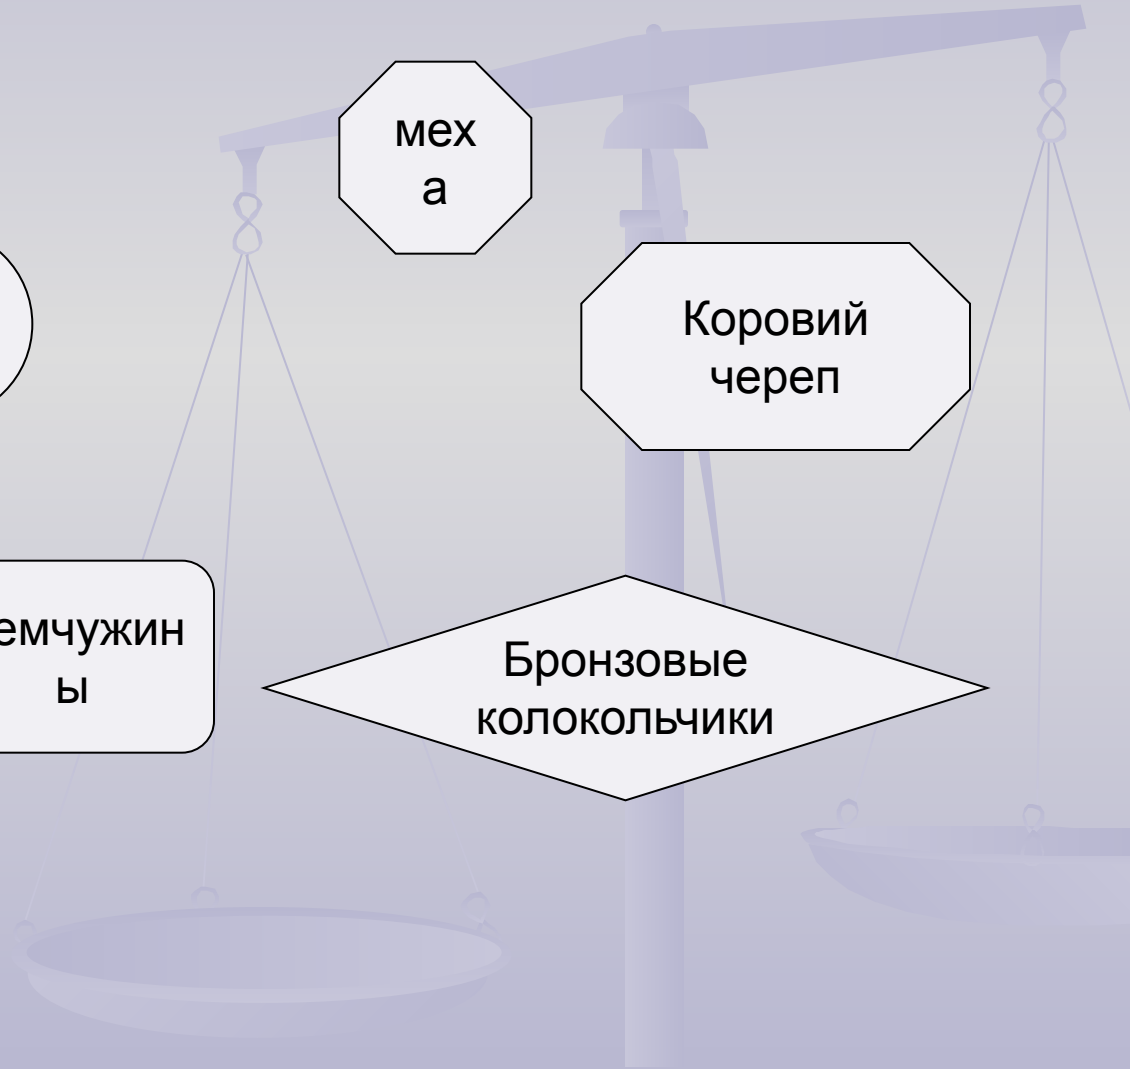 мех
а
Коровий
череп
емчужин
ы
Бронзовые
колокольчики